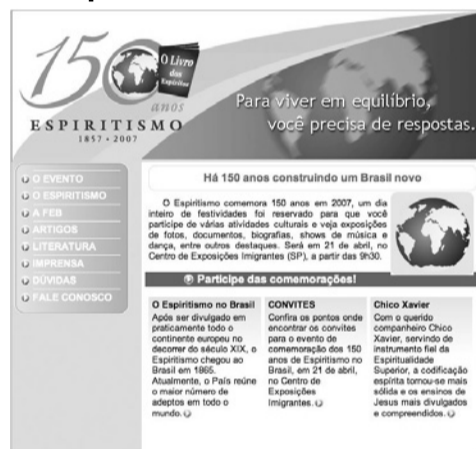 150
anos
O Livro
dos
Espíritos
ESPIRITISMO
1857 • 2007
Para viver em equilíbrio,
você precisa de respostas.
O EVENTO
O ESPIRITISMO
A FEB
ARTIGOS
LITERATURA
IMPRENSA
DÚVIDAS
FALE CONOSCO
Há 150 anos construindo um Brasil novo
O Espiritismo comemora 150 anos em 2007, um dia
inteiro de festividades foi reservado para que você
participe de várias atividades culturais e veja exposições
de fotos, documentos, biografias, shows de música e
dança, entre outros destaques. Será em 21 de abril, no
Centro de Exposições Imigrantes (SP), a partir das 9h30.
Participe das comemorações!
O Espiritismo no Brasil
Após ser divulgado em
praticamente todo o
continente europeu no
decorrer do século XIX, o
Espiritismo chegou ao
Brasil em 1865.
Atualmente, o País reúne
o maior número de
adeptos em todo o
mundo.
CONVITES
Confira os pontos onde
encontrar os convites
para o evento de
comemoração dos 150
anos de Espiritismo no
Brasil, em 21 de abril,
no Centro de
Exposições
Imigrantes.
Chico Xavier
Com o querido
companheiro Chico
Xavier, servindo de
instrumento fiel da
Espiritualidade
Superior, a codificação
espírita tornou-se mais
sólida e os ensinos de
Jesus mais divulgados
e compreendidos.